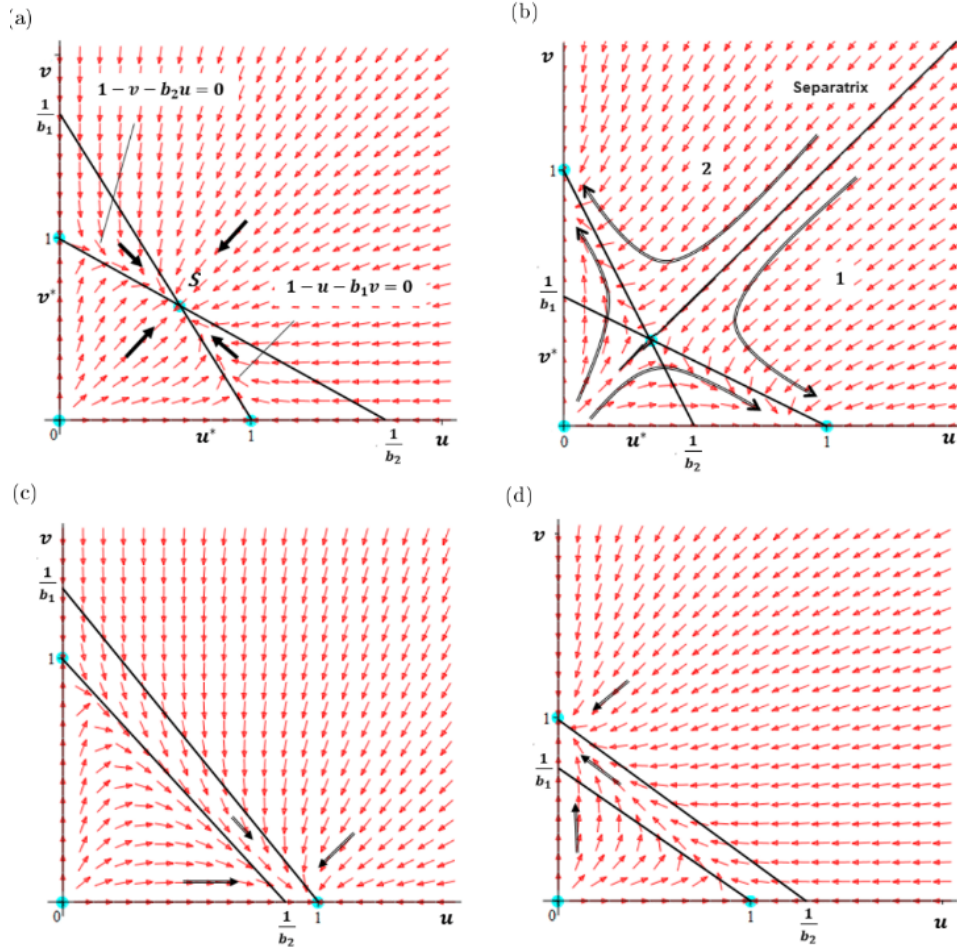 (a)
v
1/b₁
1 − v − b₂u = 0
1
S
v*
1 − u − b₁v = 0
0
u*
1
1/b₂
u
(b)
v
Separatrix
2
1
1
1/b₁
v*
0
u*
1/b₂
1
u
(c)
v
1/b₁
1
0
1/b₂
1
u
(d)
v
1
1/b₁
0
1
1/b₂
u